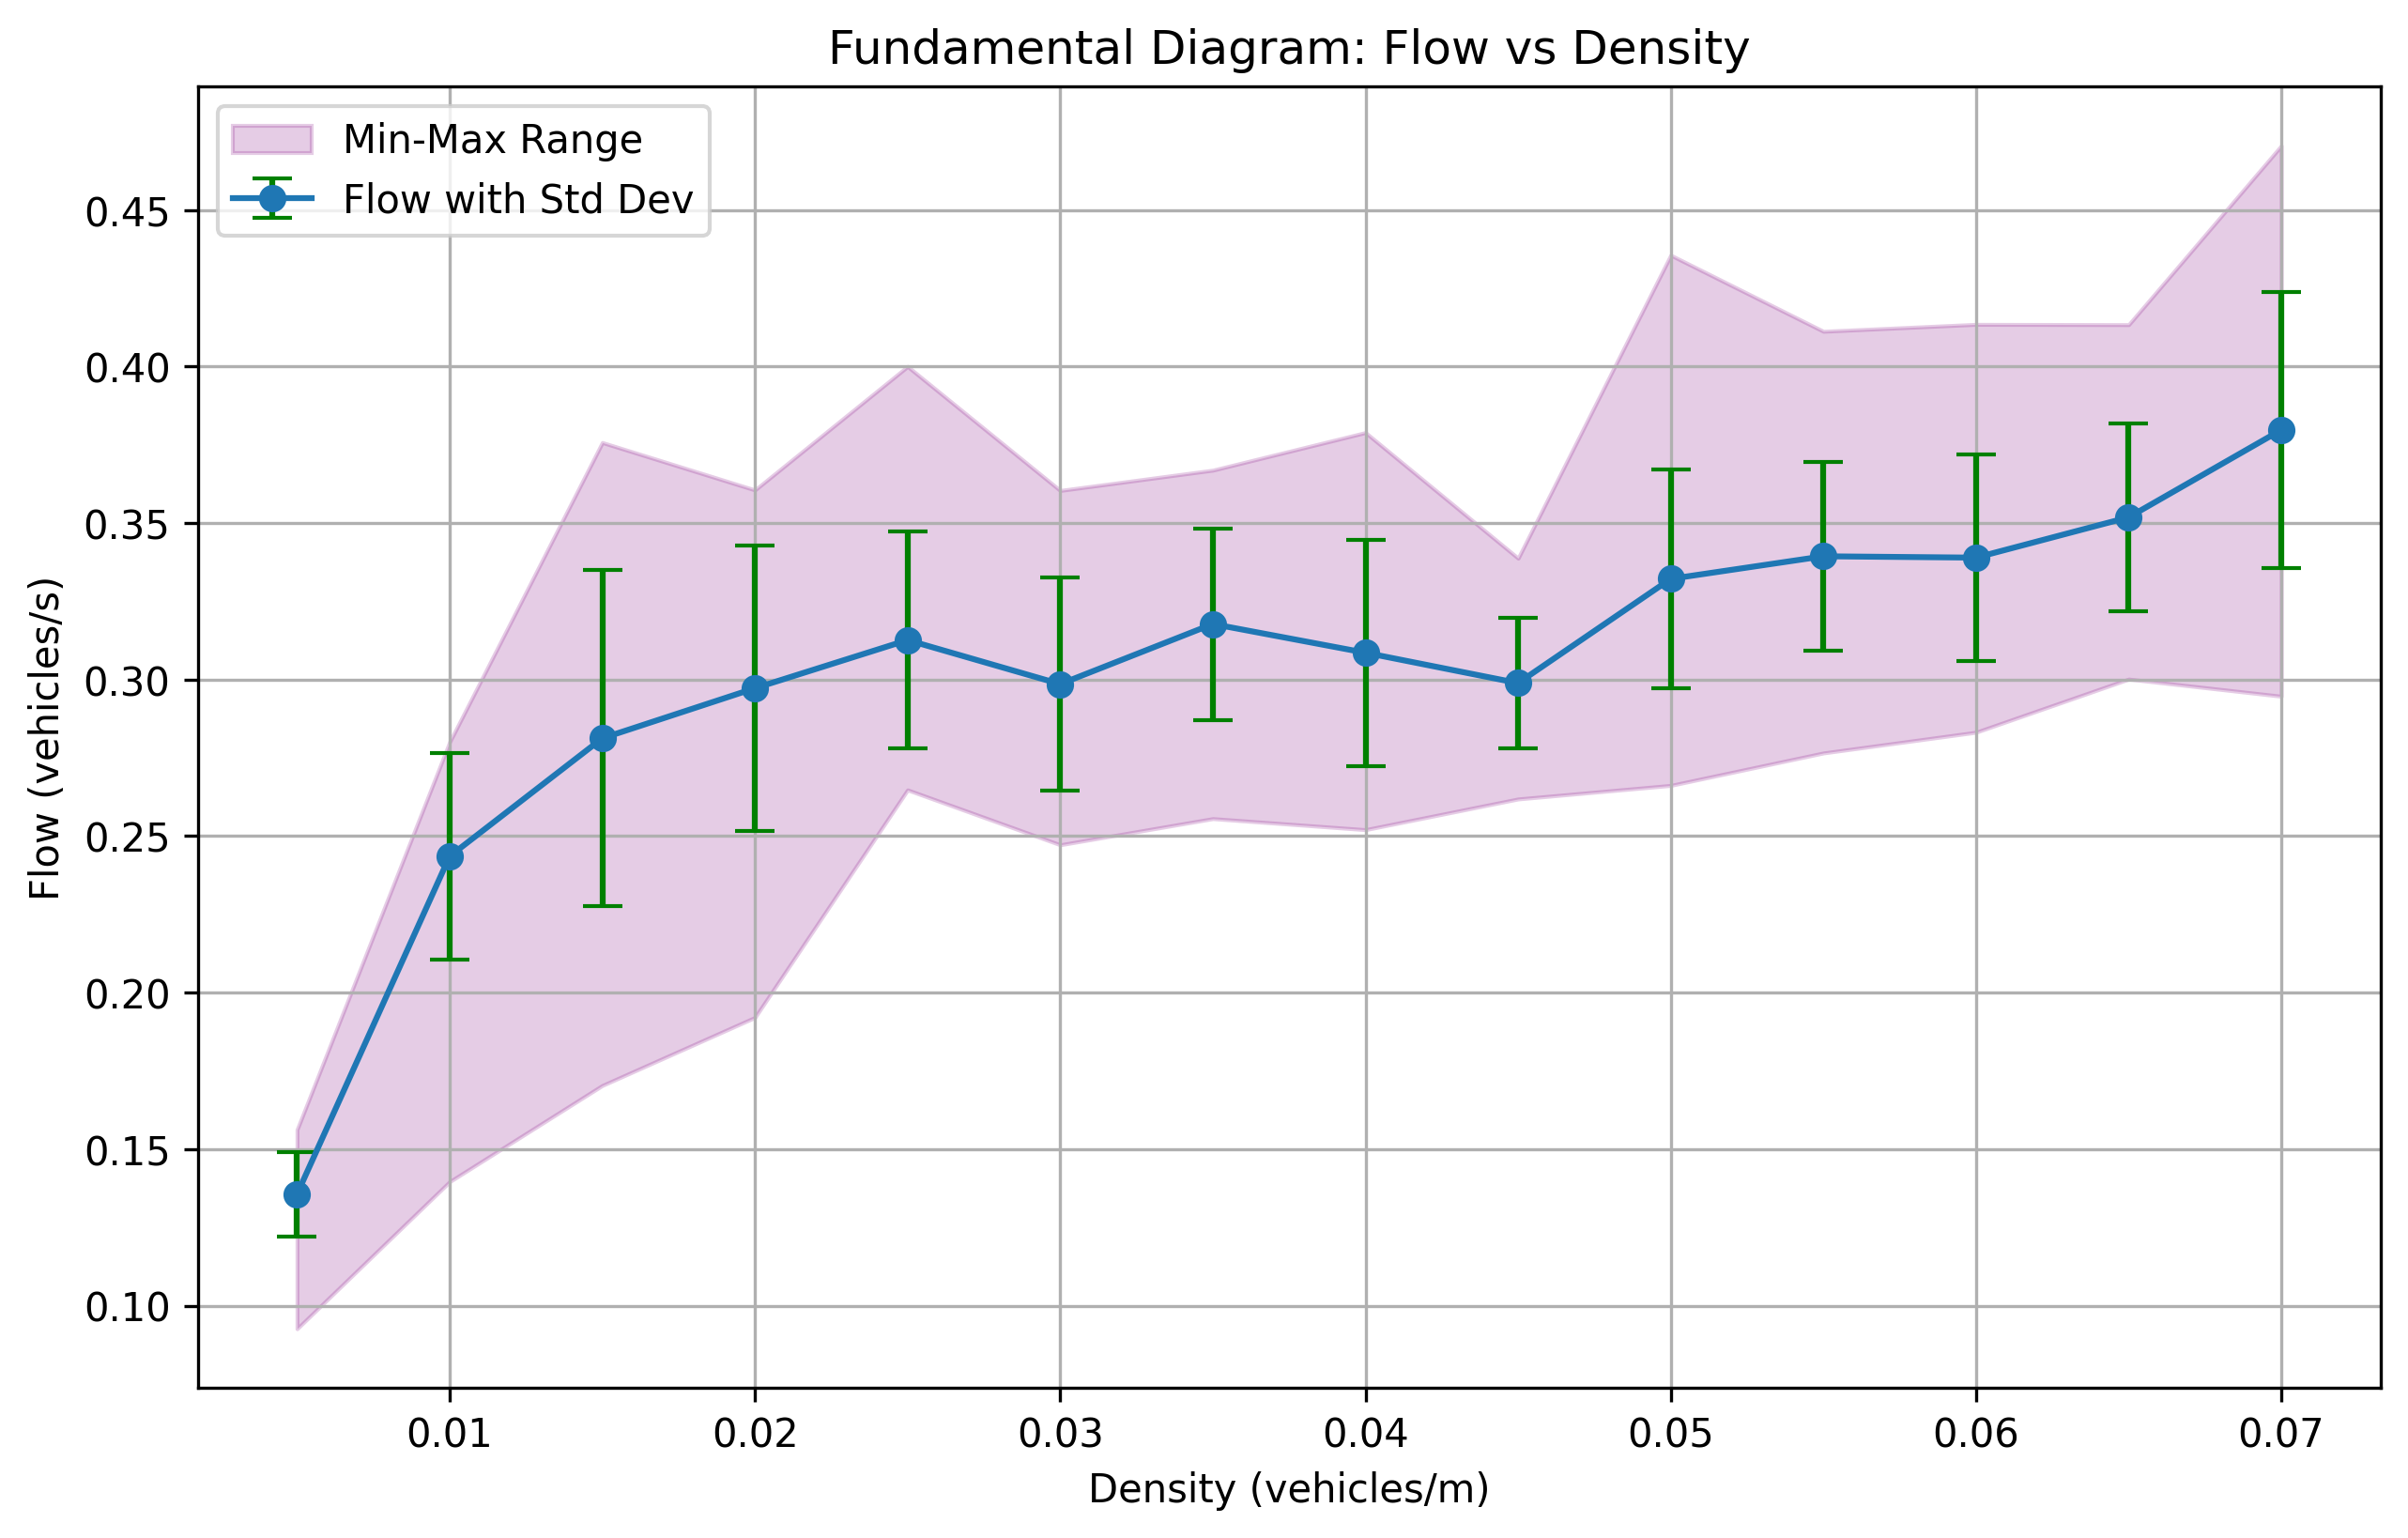 Fundamental Diagram: Flow vs Density
Min-Max Range
Flow with Std Dev
Flow (vehicles/s)
0.45
0.40
0.35
0.30
0.25
0.20
0.15
0.10
0.01 0.02 0.03 0.04 0.05 0.06 0.07
Density (vehicles/m)